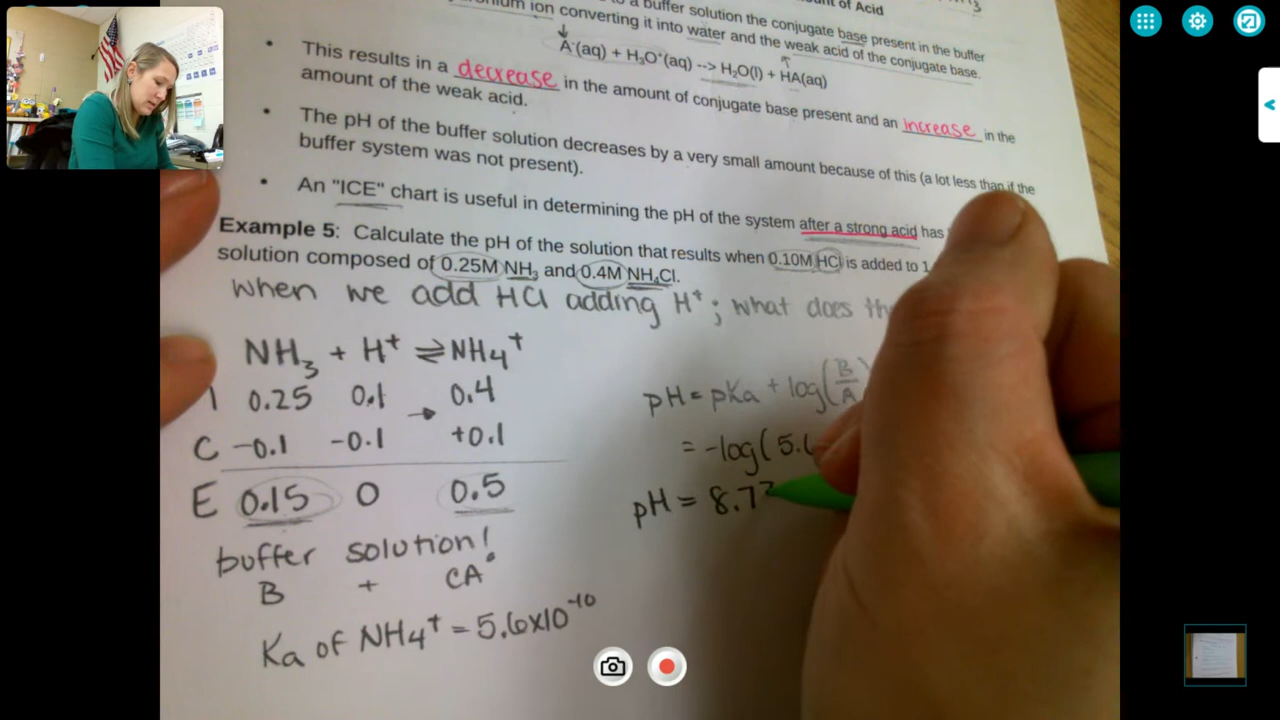 unt of Acid
to a buffer solution the conjugate base present in the buffer
ion converting it into water and the weak acid of the conjugate base.
A⁻(aq) + H₃O⁺(aq) --> H₂O(l) + HA(aq)
• This results in a decrease in the amount of conjugate base present and an increase in the
amount of the weak acid.
• The pH of the buffer solution decreases by a very small amount because of this (a lot less than if the
buffer system was not present).
• An "ICE" chart is useful in determining the pH of the system after a strong acid has
Example 5: Calculate the pH of the solution that results when 0.10M HCl is added to 1
solution composed of 0.25M NH₃ and 0.4M NH₄Cl.
When we add HCl adding H⁺; what does
NH₃ + H⁺ ⇌ NH₄⁺
I 0.25 0.1 → 0.4
C -0.1 -0.1 +0.1
E 0.15 0 0.5
buffer solution!
B + CA
Ka of NH₄⁺ = 5.6x10⁻¹⁰
pH = pKa + log(B/A)
= -log(5.6
pH = 8.7